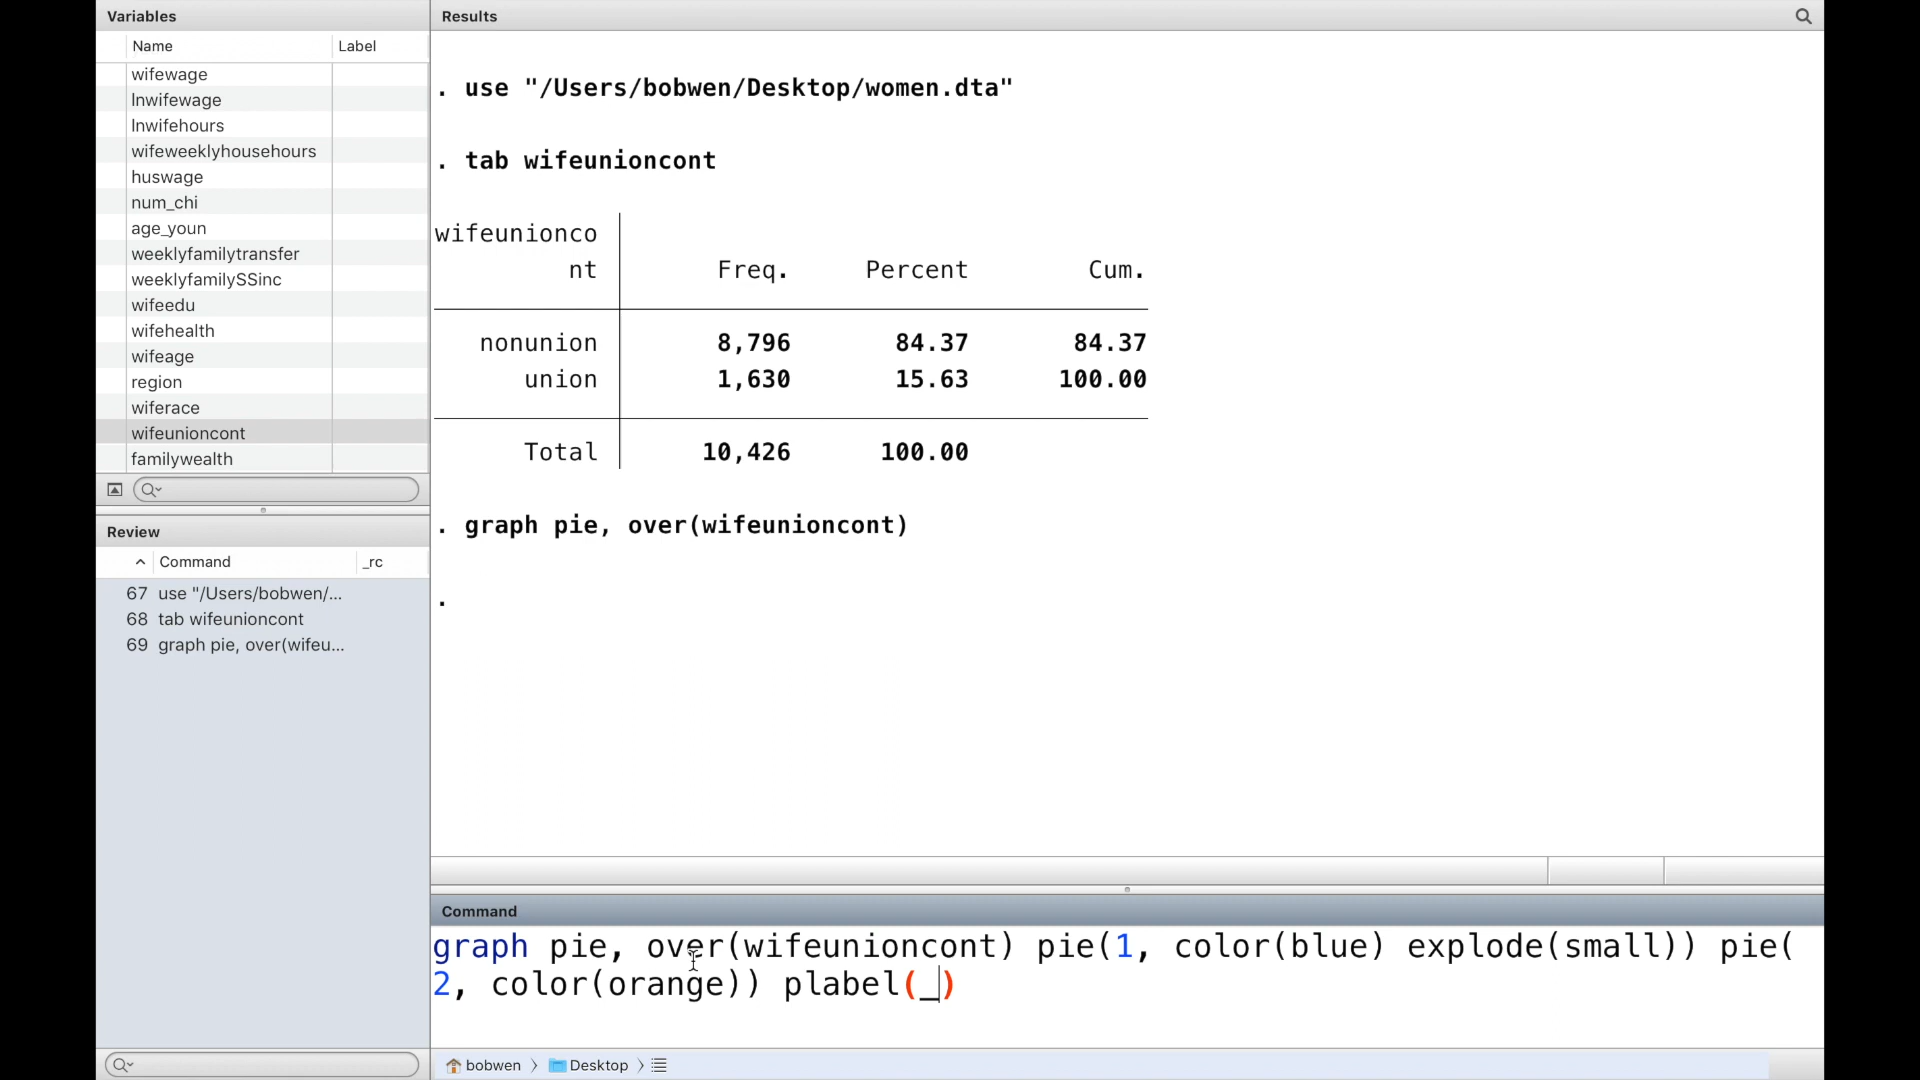 Variables
Name Label
wifewage
lnwifewage
lnwifehours
wifeweeklyhousehours
huswage
num_chi
age_youn
weeklyfamilytransfer
weeklyfamilySSinc
wifeedu
wifehealth
wifeage
region
wiferace
wifeunioncont
familywealth
Review
Command _rc
67 use "/Users/bobwen/...
68 tab wifeunioncont
69 graph pie, over(wifeu...
Results
. use "/Users/bobwen/Desktop/women.dta"
. tab wifeunioncont
wifeunionco
nt Freq. Percent Cum.
nonunion 8,796 84.37 84.37
union 1,630 15.63 100.00
Total 10,426 100.00
. graph pie, over(wifeunioncont)
.
Command
graph pie, over(wifeunioncont) pie(1, color(blue) explode(small)) pie(
2, color(orange)) plabel(_)
bobwen Desktop